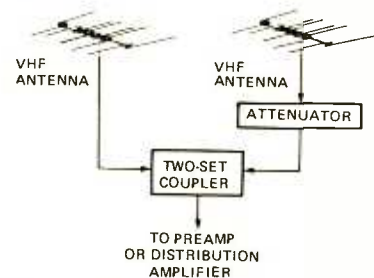 VHF
ANTENNA
VHF
ANTENNA
ATTENUATOR
TWO-SET
COUPLER
TO PREAMP
OR DISTRIBUTION
AMPLIFIER